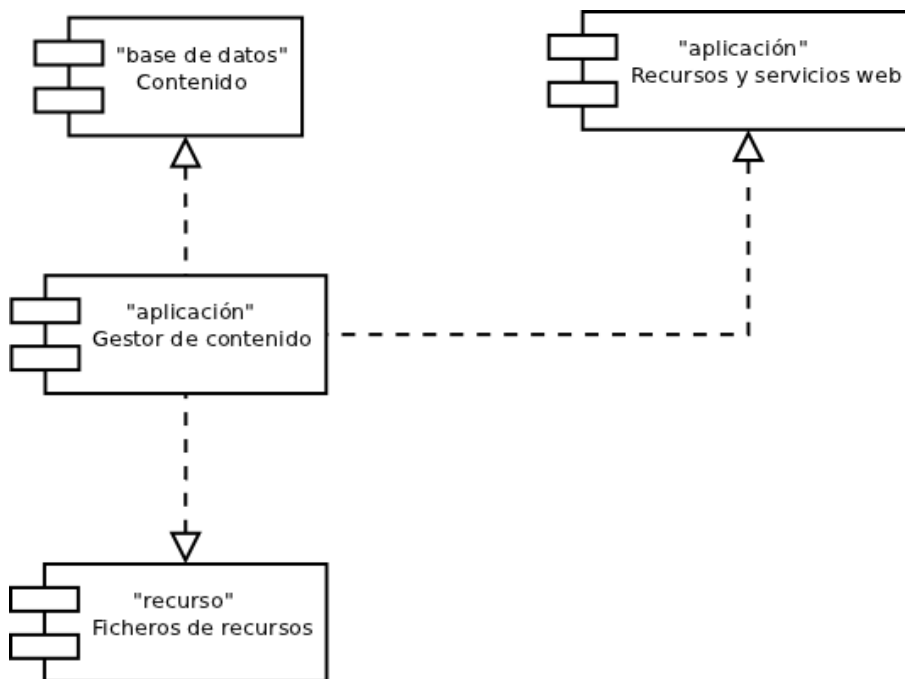 "base de datos"
Contenido
"aplicación"
Recursos y servicios web
"aplicación"
Gestor de contenido
"recurso"
Ficheros de recursos